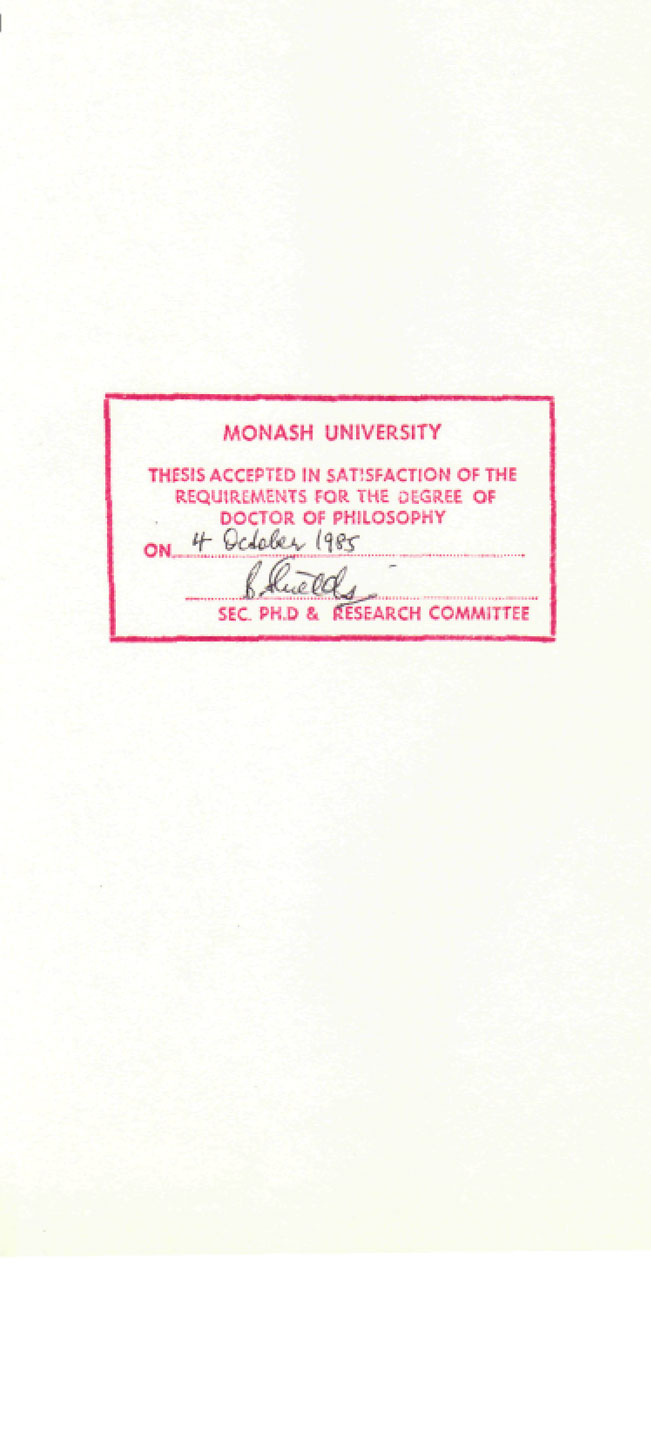 MONASH UNIVERSITY
THESIS ACCEPTED IN SATISFACTION OF THE
REQUIREMENTS FOR THE DEGREE OF
DOCTOR OF PHILOSOPHY
ON 4 October 1985
B Shields
SEC. PH.D & RESEARCH COMMITTEE